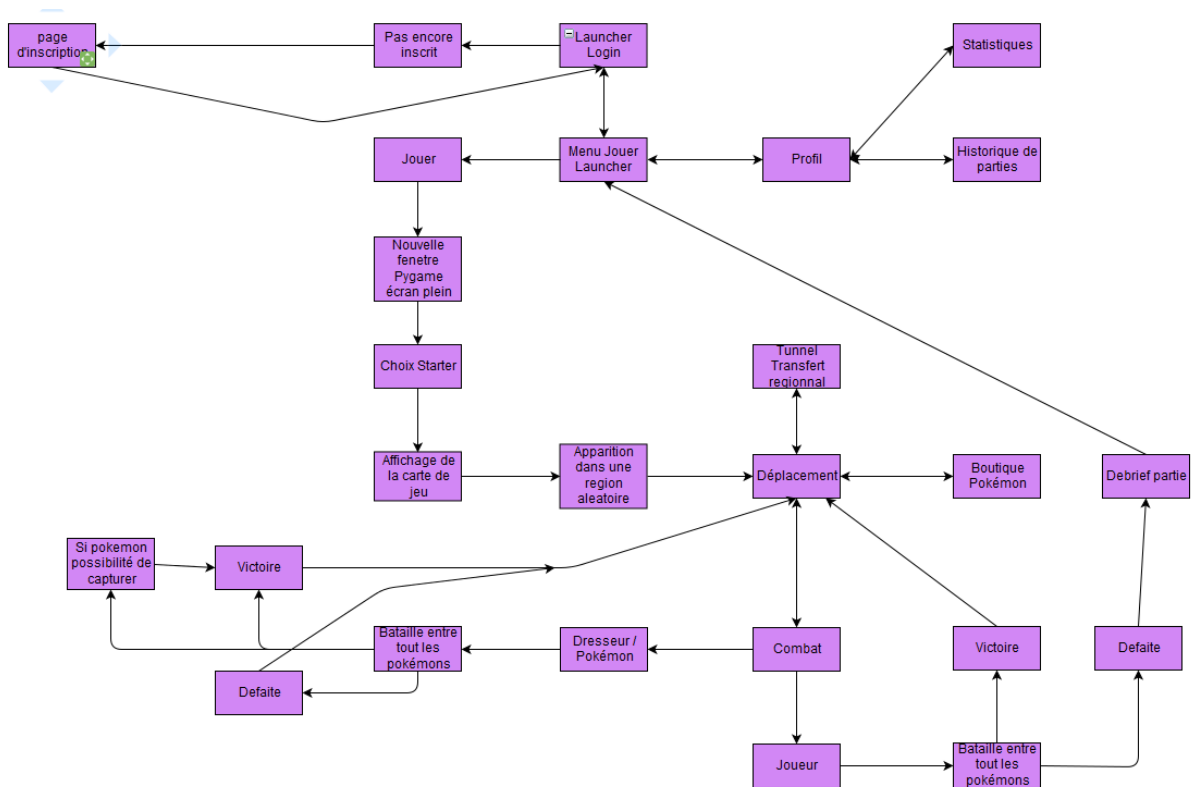 page
d'inscription
Pas encore
inscrit
Launcher
Login
Statistiques
Jouer
Menu Jouer
Launcher
Profil
Historique de
parties
Nouvelle
fenetre
Pygame
écran plein
Choix Starter
Tunnel
Transfert
regionnal
Affichage de
la carte de
jeu
Apparition
dans une
region
aleatoire
Déplacement
Boutique
Pokémon
Debrief partie
Si pokemon
possibilité de
capturer
Victoire
Bataille entre
tout les
pokémons
Dresseur /
Pokémon
Combat
Victoire
Defaite
Defaite
Joueur
Bataille entre
tout les
pokémons